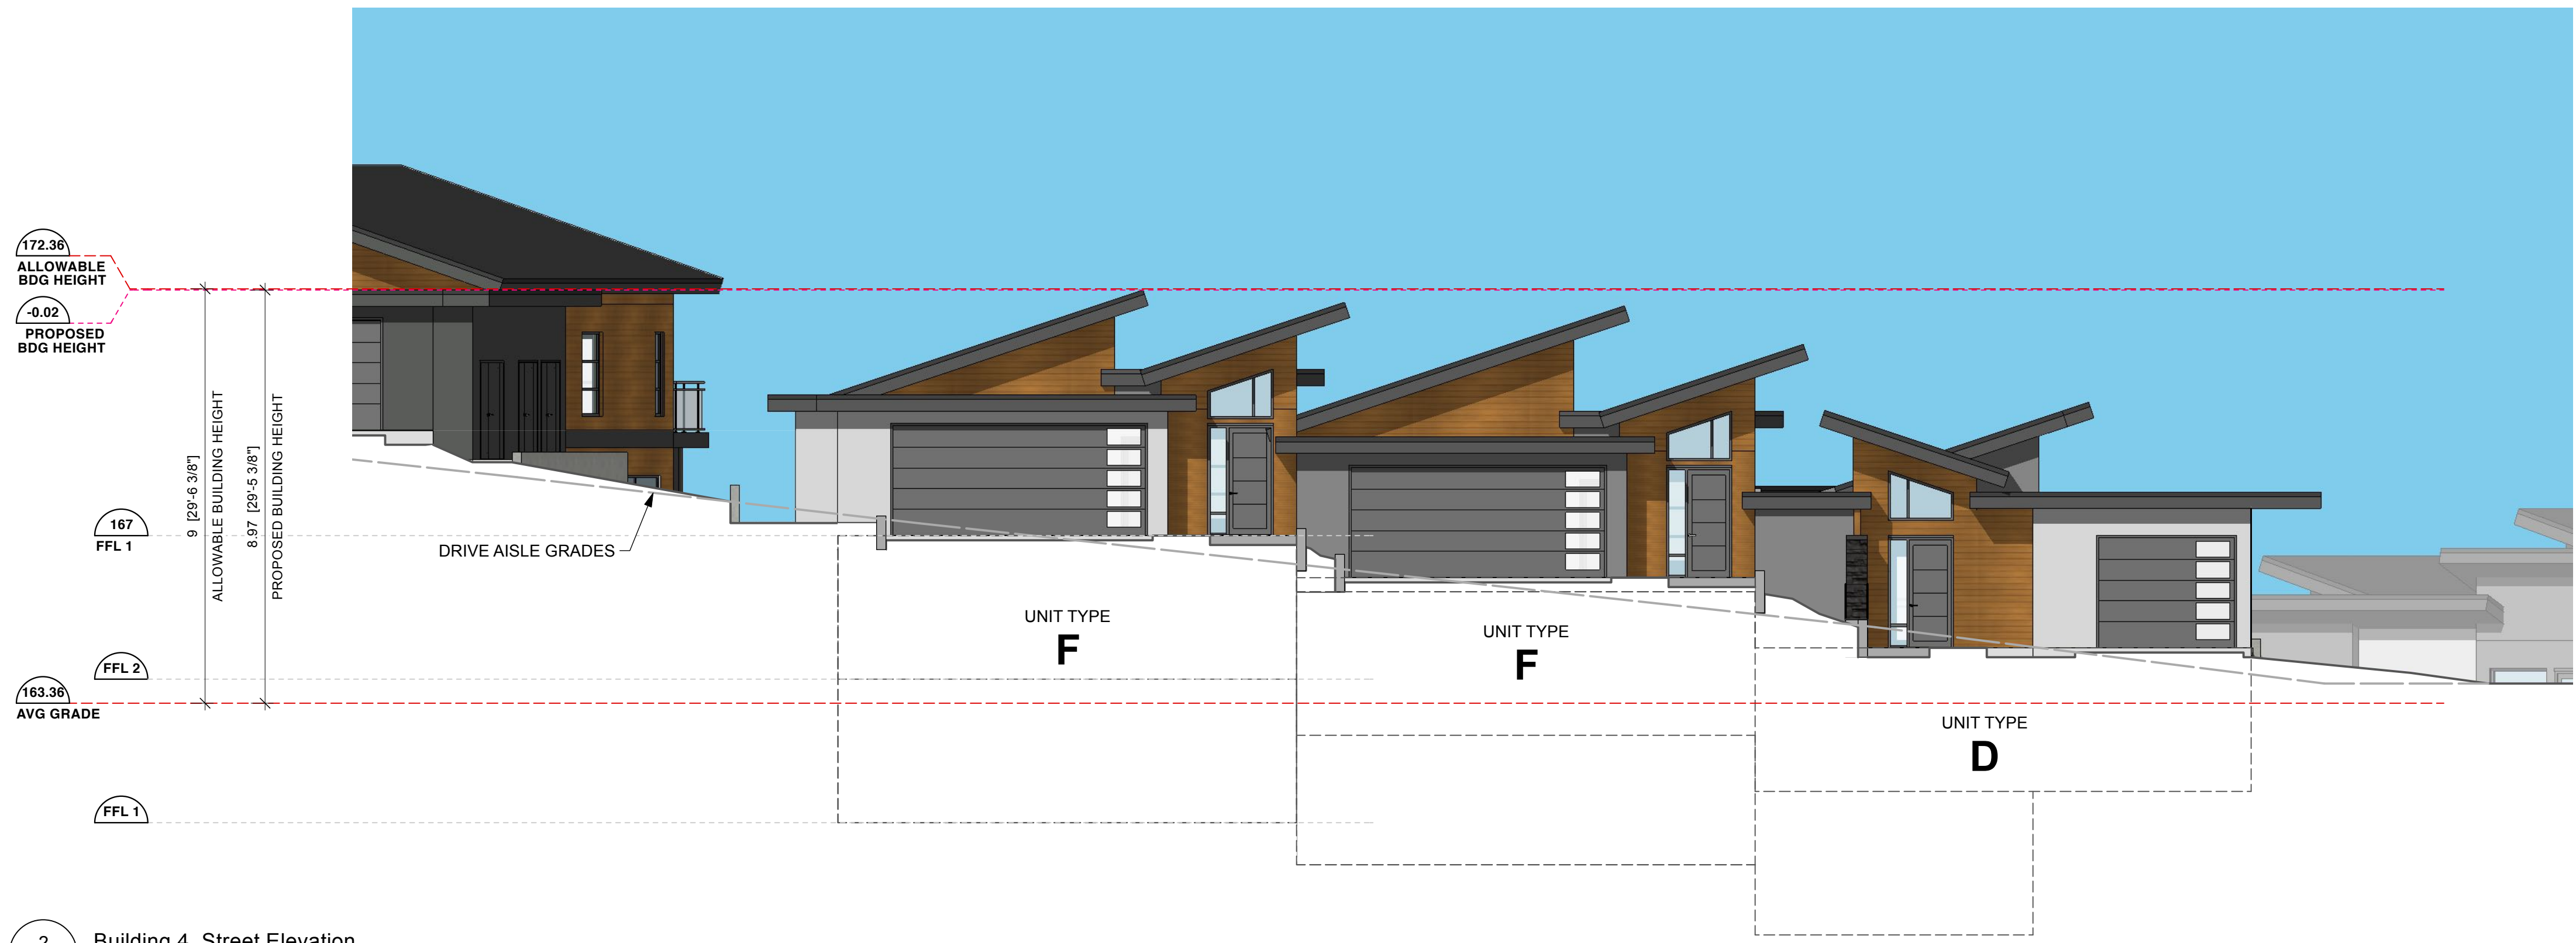 172.36
ALLOWABLE
BDG HEIGHT
-0.02
PROPOSED
BDG HEIGHT
9 [29'-6 3/8"]
ALLOWABLE BUILDING HEIGHT
8.97 [29'-5 3/8"]
PROPOSED BUILDING HEIGHT
167
FFL 1
DRIVE AISLE GRADES
UNIT TYPE
F
UNIT TYPE
F
FFL 2
163.36
AVG GRADE
UNIT TYPE
D
FFL 1
2
Building 4 Street Elevation